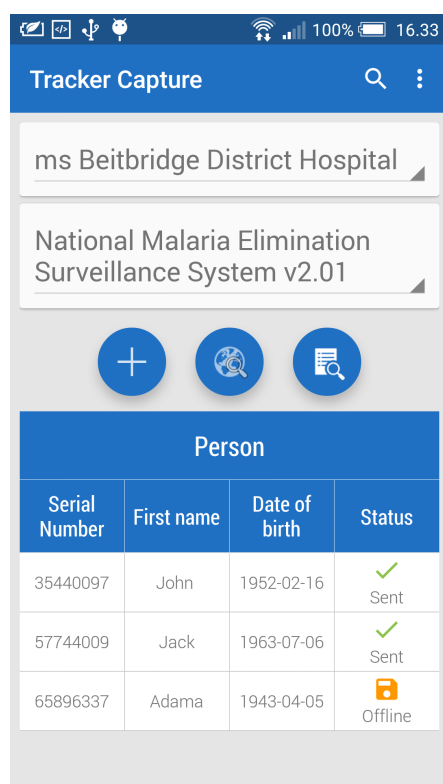 100% 16.33
Tracker Capture
ms Beitbridge District Hospital
National Malaria Elimination
Surveillance System v2.01
Person
Serial Number First name Date of birth Status
35440097 John 1952-02-16 Sent
57744009 Jack 1963-07-06 Sent
65896337 Adama 1943-04-05 Offline